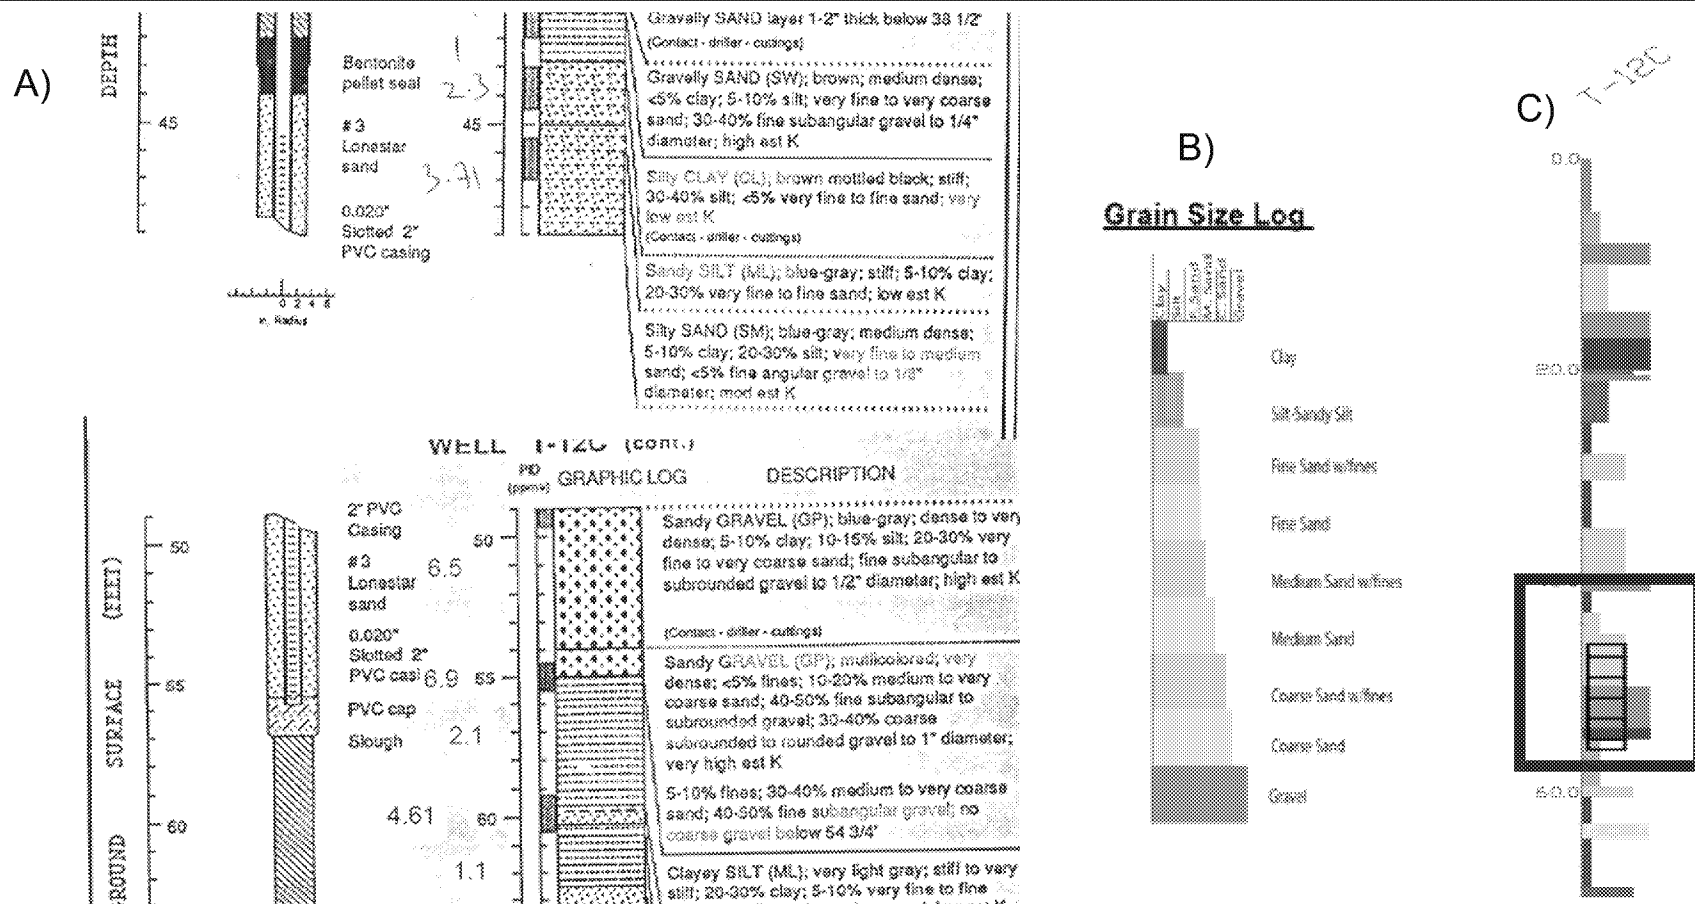 A)
DEPTH
45
Bentonite
pellet seal
#3
Lonestar
sand
0.020"
Slotted 2"
PVC casing
0 2 4 6
in. Radius
1
2.3
45
3.71
Gravelly SAND layer 1-2" thick below 38 1/2'
(Contact - driller - cuttings)
Gravelly SAND (SW); brown; medium dense;
<5% clay; 5-10% silt; very fine to very coarse
sand; 30-40% fine subangular gravel to 1/4"
diameter; high est K
Silty CLAY (CL); brown mottled black; stiff;
30-40% silt; <5% very fine to fine sand; very
low est K
(Contact - driller - cuttings)
Sandy SILT (ML); blue-gray; stiff; 5-10% clay;
20-30% very fine to fine sand; low est K
Silty SAND (SM); blue-gray; medium dense;
5-10% clay; 20-30% silt; very fine to medium
sand; <5% fine angular gravel to 1/8"
diameter; mod est K
WELL T-12C (cont.)
PID
(ppmv)
GRAPHIC LOG
DESCRIPTION
GROUND SURFACE (FEET)
50
55
60
2" PVC
Casing
#3
Lonestar
sand
0.020"
Slotted 2"
PVC casi
PVC cap
Slough
6.5
6.9
2.1
4.61
1.1
50
55
60
Sandy GRAVEL (GP); blue-gray; dense to very
dense; 5-10% clay; 10-15% silt; 20-30% very
fine to very coarse sand; fine subangular to
subrounded gravel to 1/2" diameter; high est K
(Contact - driller - cuttings)
Sandy GRAVEL (GP); multicolored; very
dense; <5% fines; 10-20% medium to very
coarse sand; 40-50% fine subangular to
subrounded gravel; 30-40% coarse
subrounded to rounded gravel to 1" diameter;
very high est K
5-10% fines; 30-40% medium to very coarse
sand; 40-50% fine subangular gravel; no
coarse gravel below 54 3/4'
Clayey SILT (ML); very light gray; stiff to very
stiff; 20-30% clay; 5-10% very fine to fine
B)
Grain Size Log
Clay
Silt-Sandy Silt
Fine Sand w/fines
Fine Sand
Medium Sand w/fines
Medium Sand
Coarse Sand w/fines
Coarse Sand
Gravel
C)
T-12C
0.0
20.0
60.0